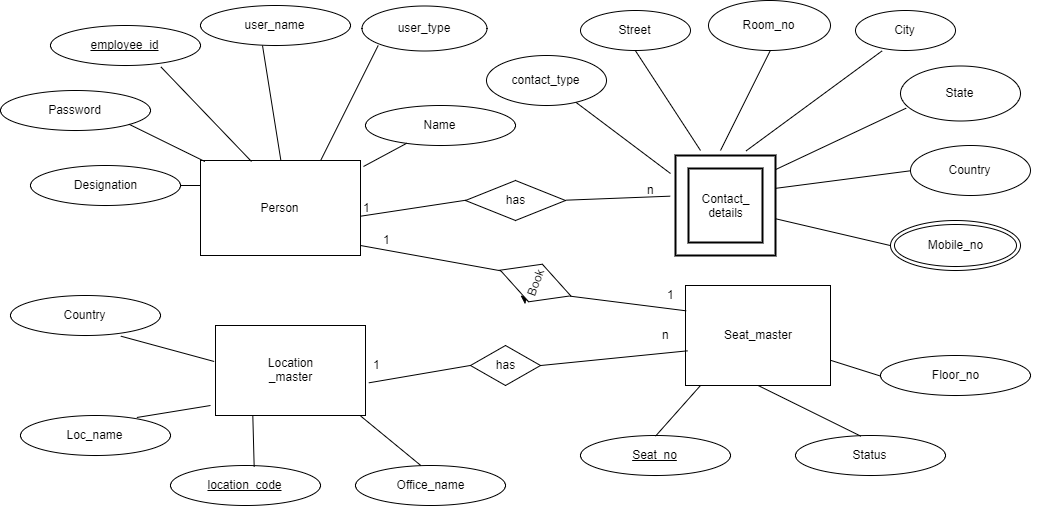 employee_id
user_name
user_type
Street
Room_no
City
contact_type
State
Password
Name
Country
Designation
Person
1
has
n
Contact_
details
1
Mobile_no
Book
1
Country
Location
_master
1
has
n
Seat_master
Floor_no
Loc_name
location_code
Office_name
Seat_no
Status